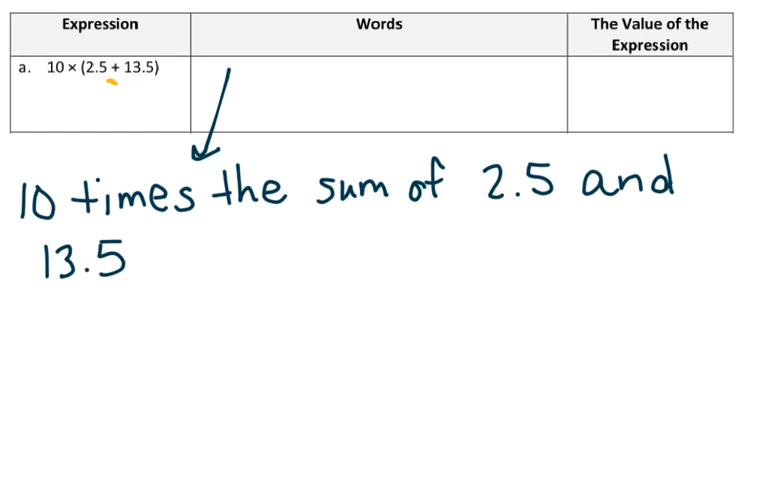 Expression Words The Value of the
Expression
a. 10 × (2.5 + 13.5)
10 times the sum of 2.5 and
13.5